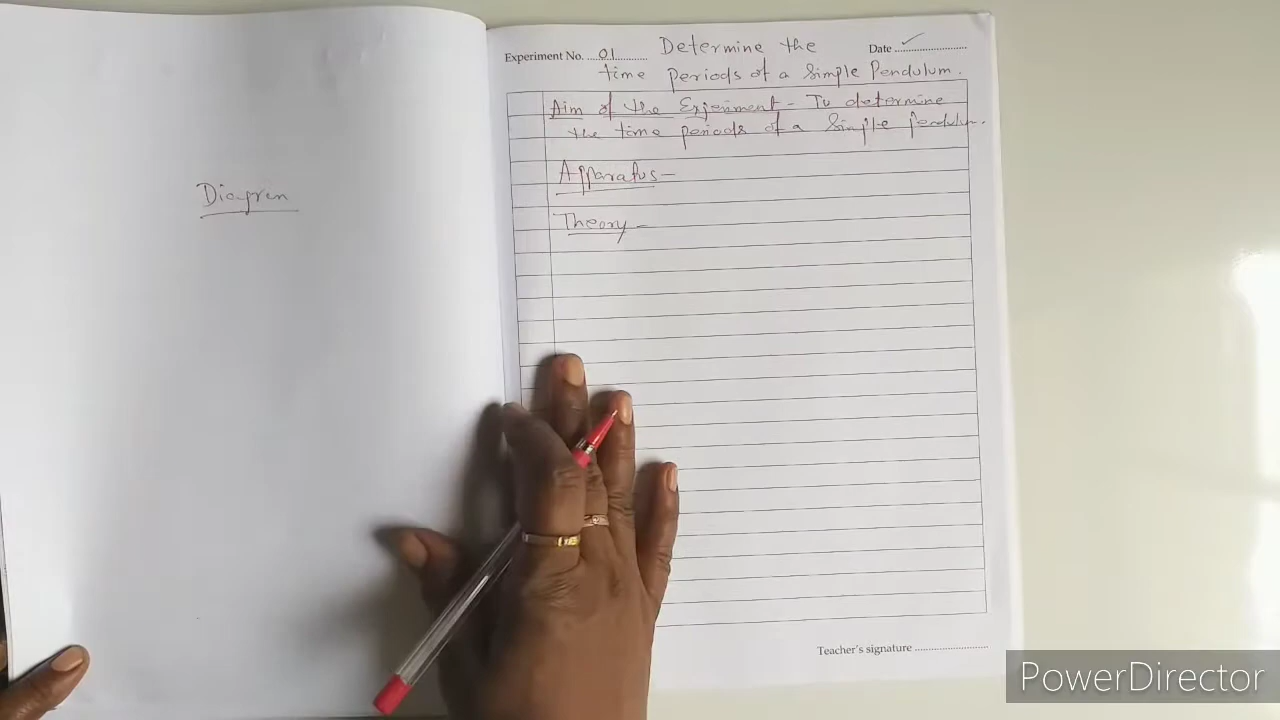 Diagram
Experiment No. ....01............ Determine the Date ........................
time periods of a Simple Pendulum.
Aim of the Experiment - To determine
the time periods of a simple pendulum.
Apparatus -
Theory -
Teacher's signature ........................
PowerDirector